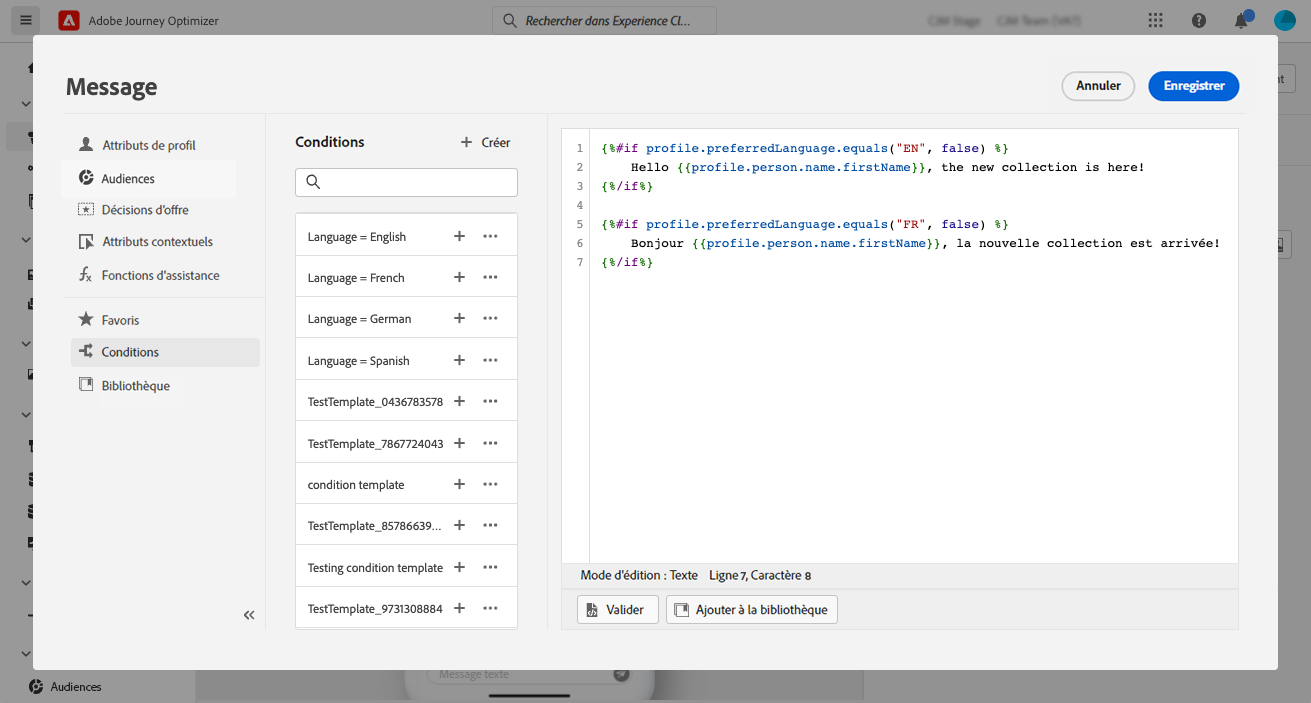 Adobe Journey Optimizer
Rechercher dans Experience Cl...
Message
Annuler
Enregistrer
Attributs de profil
Audiences
Décisions d'offre
Attributs contextuels
Fonctions d'assistance
Favoris
Conditions
Bibliothèque
Conditions
Créer
Language = English
Language = French
Language = German
Language = Spanish
TestTemplate_0436783578
TestTemplate_7867724043
condition template
TestTemplate_85786639...
Testing condition template
TestTemplate_9731308884
1 {%#if profile.preferredLanguage.equals("EN", false) %}
2 Hello {{profile.person.name.firstName}}, the new collection is here!
3 {%/if%}
4
5 {%#if profile.preferredLanguage.equals("FR", false) %}
6 Bonjour {{profile.person.name.firstName}}, la nouvelle collection est arrivée!
7 {%/if%}
Mode d'édition : Texte Ligne 7, Caractère 8
Valider
Ajouter à la bibliothèque
Message texte
Audiences